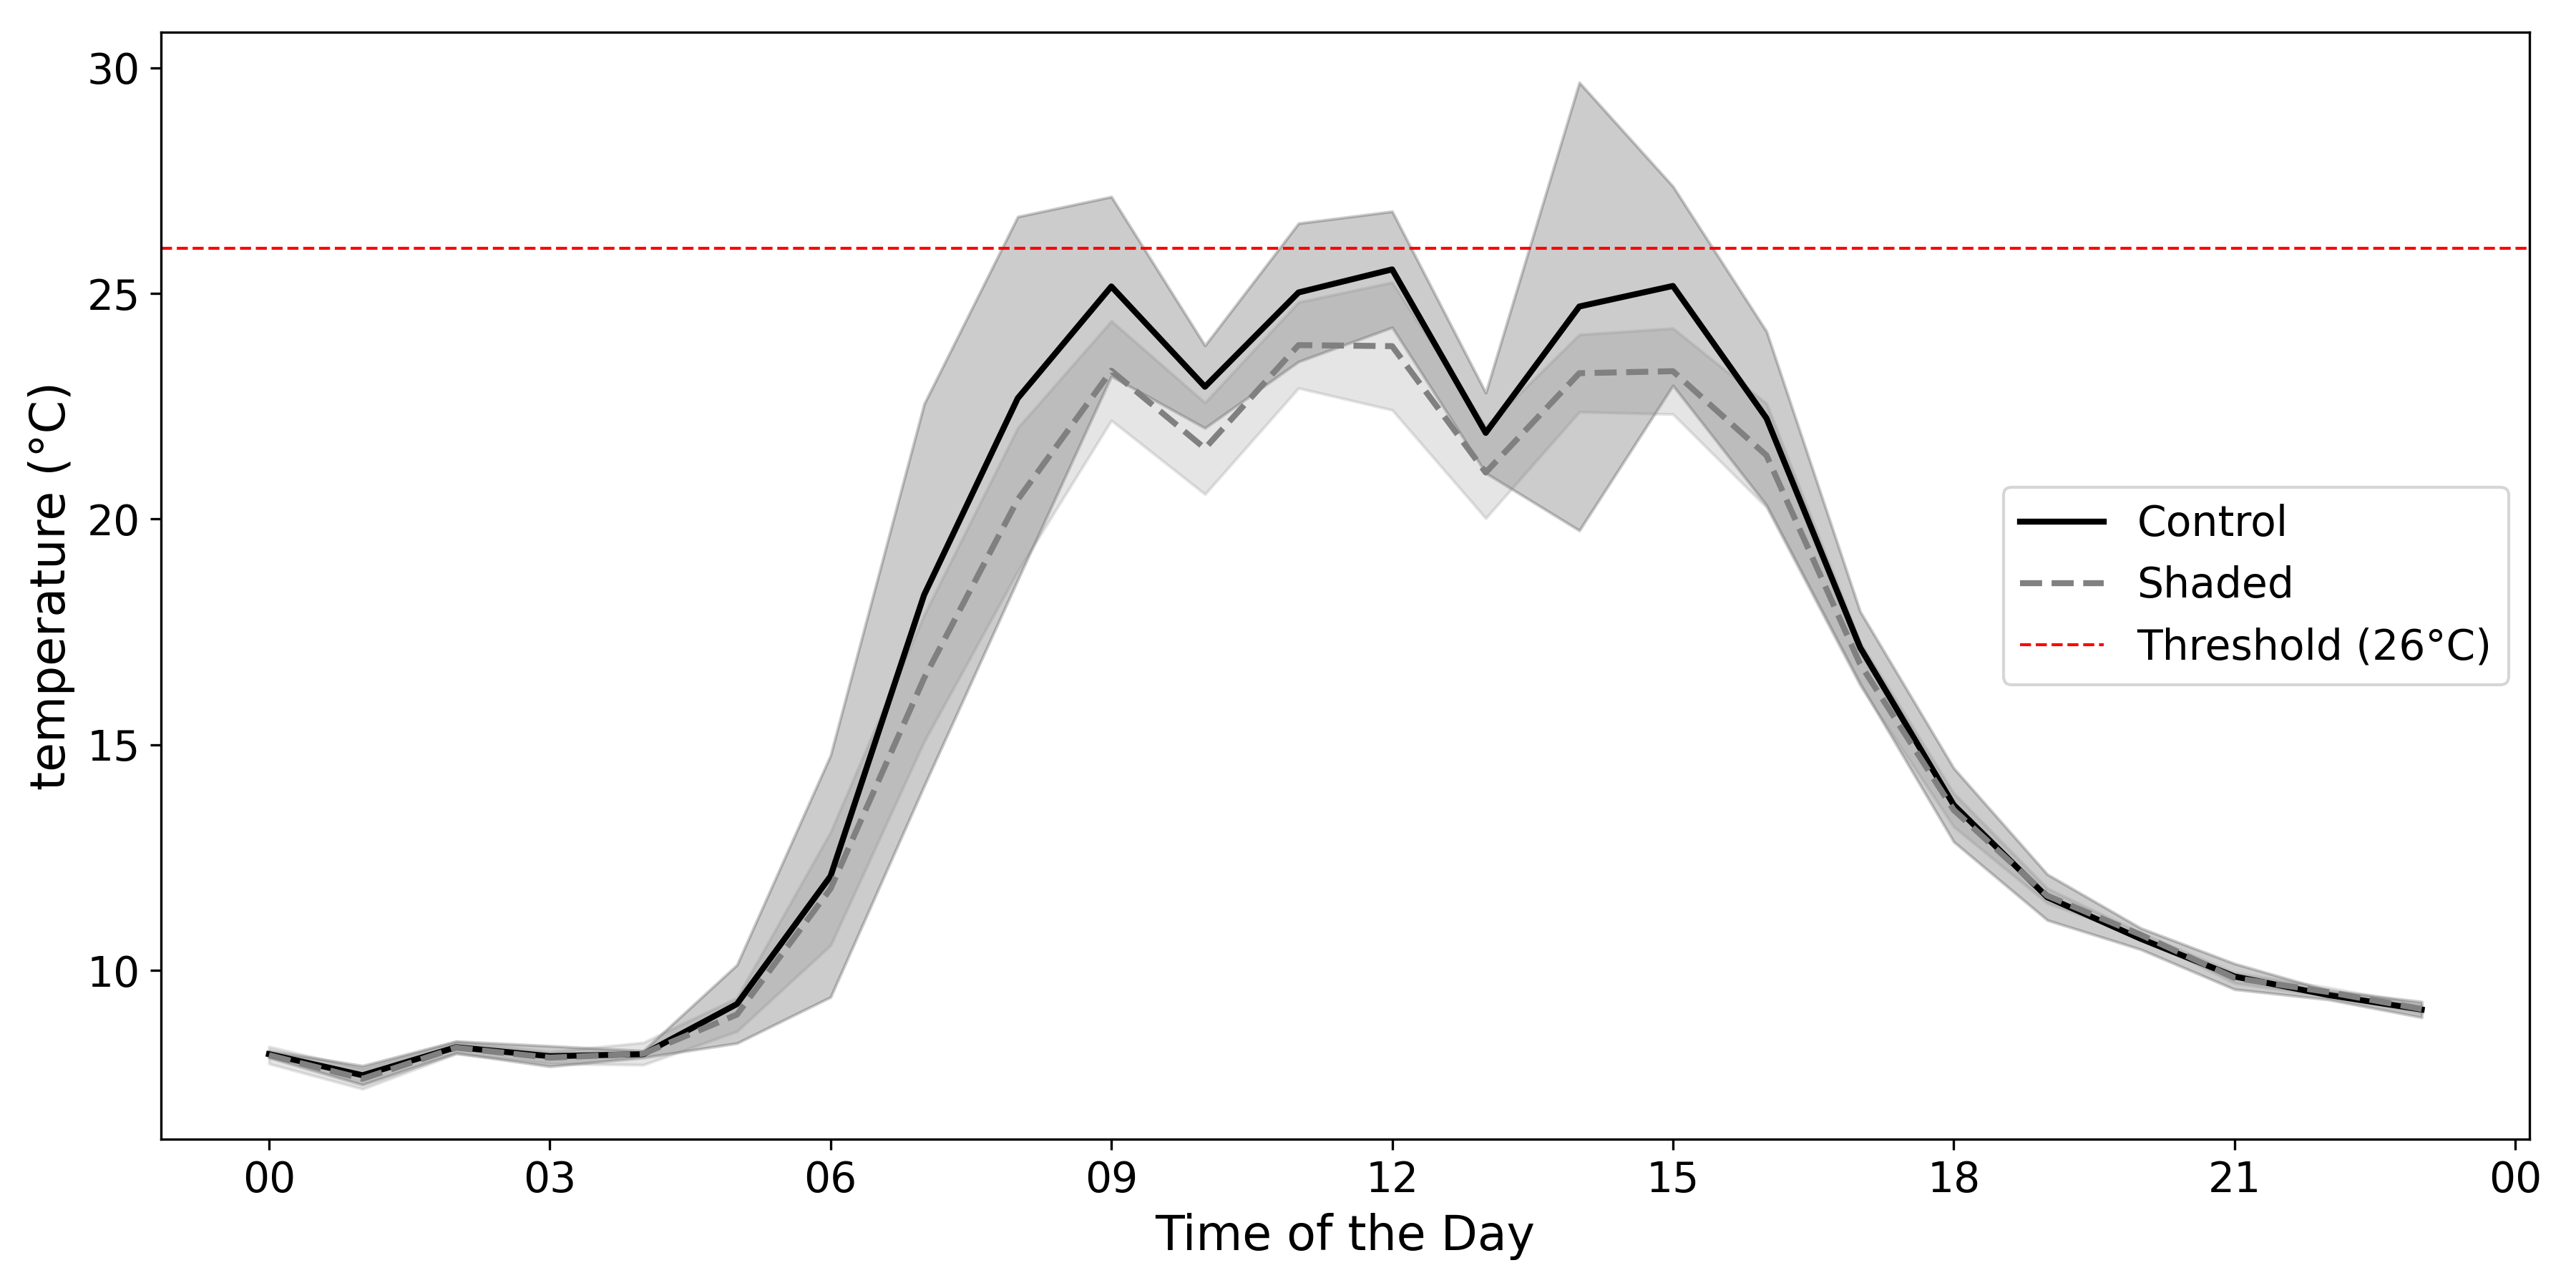 30
25
20
15
10
temperature (°C)
Control
Shaded
Threshold (26°C)
00 03 06 09 12 15 18 21 00
Time of the Day